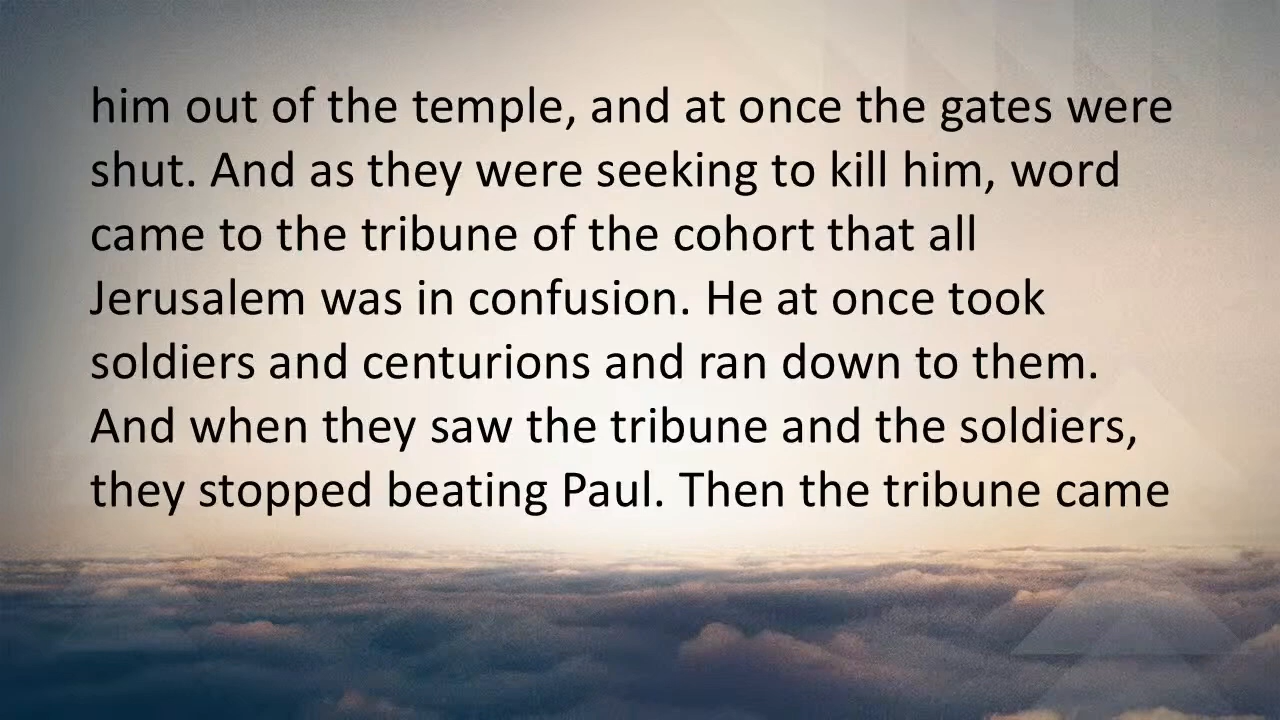 him out of the temple, and at once the gates were
shut. And as they were seeking to kill him, word
came to the tribune of the cohort that all
Jerusalem was in confusion. He at once took
soldiers and centurions and ran down to them.
And when they saw the tribune and the soldiers,
they stopped beating Paul. Then the tribune came